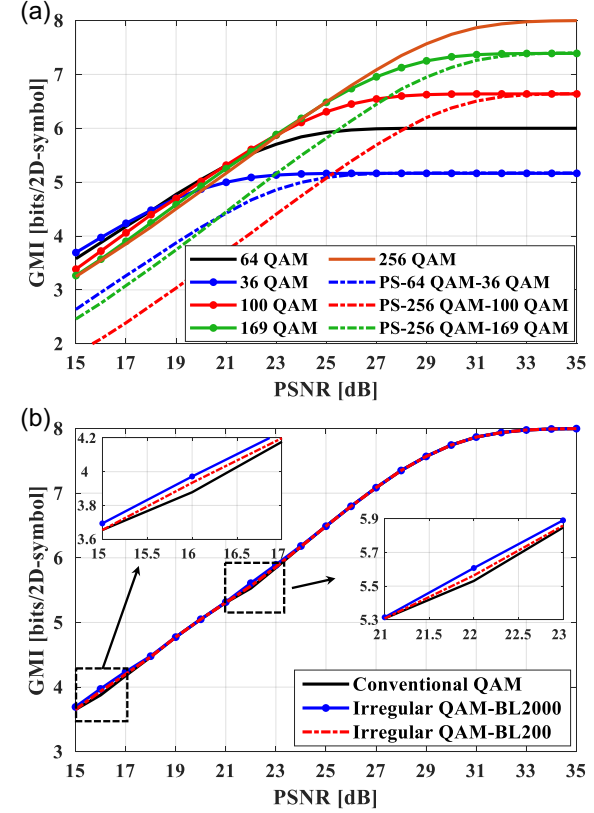 (a)
8
7
6
5
4
3
2
GMI [bits/2D-symbol]
64 QAM
256 QAM
36 QAM
PS-64 QAM-36 QAM
100 QAM
PS-256 QAM-100 QAM
169 QAM
PS-256 QAM-169 QAM
15 17 19 21 23 25 27 29 31 33 35
PSNR [dB]
(b)
8
7
6
5
4
3
GMI [bits/2D-symbol]
4.2
4
3.8
3.6
15 15.5 16 16.5 17
5.9
5.7
5.5
5.3
21 21.5 22 22.5 23
Conventional QAM
Irregular QAM-BL2000
Irregular QAM-BL200
15 17 19 21 23 25 27 29 31 33 35
PSNR [dB]